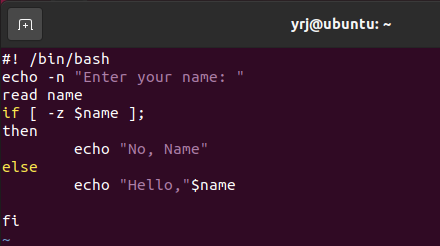 yrj@ubuntu: ~
#! /bin/bash
echo -n "Enter your name: "
read name
if [ -z $name ];
then
        echo "No, Name"
else
        echo "Hello,"$name

fi
~